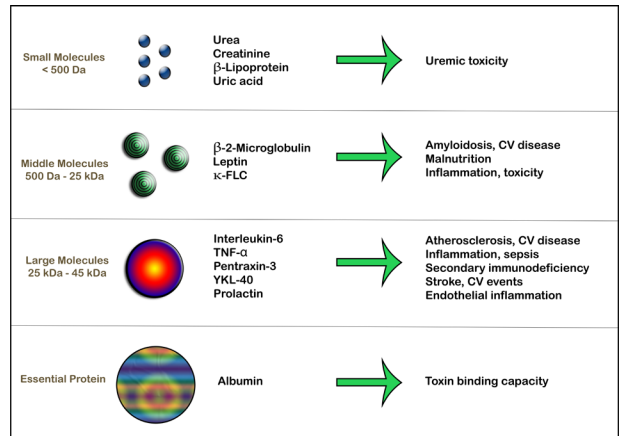 Small Molecules
< 500 Da
Urea
Creatinine
β-Lipoprotein
Uric acid
Uremic toxicity
Middle Molecules
500 Da - 25 kDa
β-2-Microglobulin
Leptin
κ-FLC
Amyloidosis, CV disease
Malnutrition
Inflammation, toxicity
Large Molecules
25 kDa - 45 kDa
Interleukin-6
TNF-α
Pentraxin-3
YKL-40
Prolactin
Atherosclerosis, CV disease
Inflammation, sepsis
Secondary immunodeficiency
Stroke, CV events
Endothelial inflammation
Essential Protein
Albumin
Toxin binding capacity